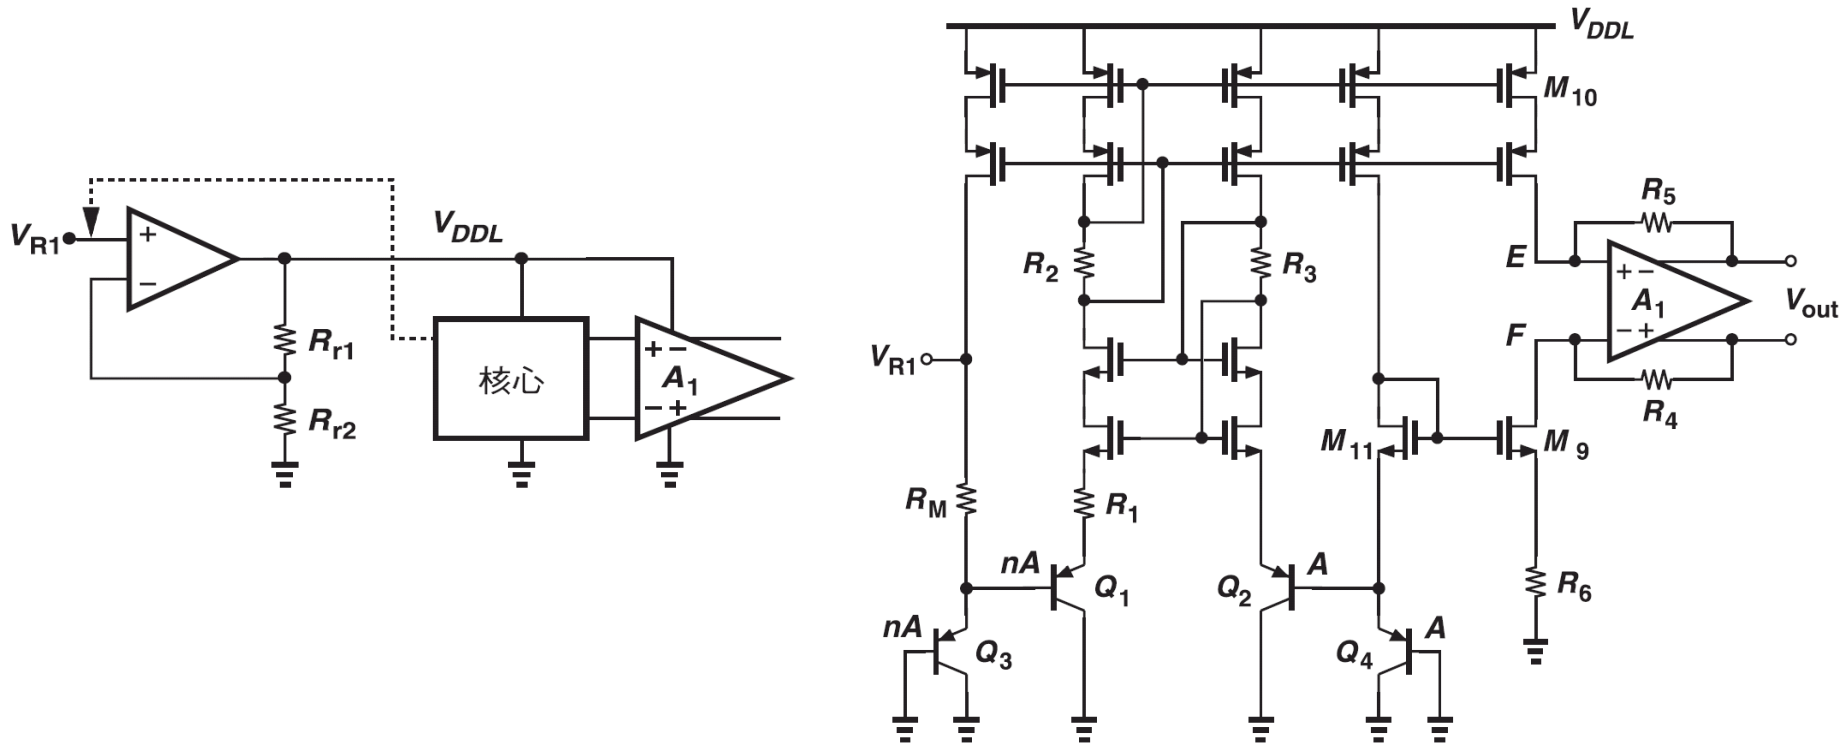 V_R1
+
−
R_r1
R_r2
V_DDL
核心
+ −
A_1
− +
V_DDL
M_10
R_5
R_2
R_3
E
+ −
A_1
V_out
F
− +
V_R1
R_4
M_11
M_9
R_M
R_1
nA
Q_1
Q_2
A
R_6
nA
Q_3
Q_4
A